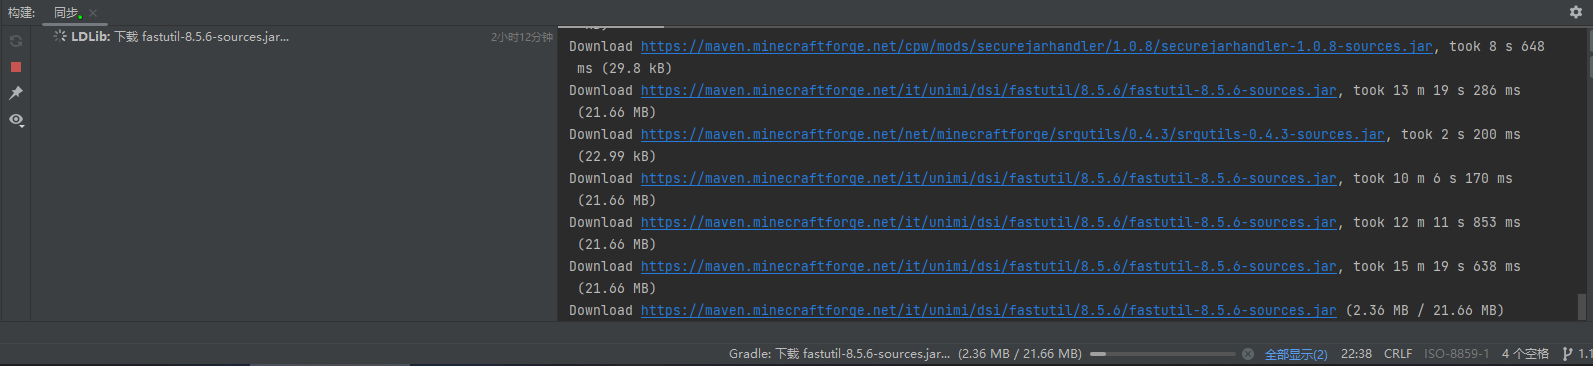 构建: 同步
LDLib: 下载 fastutil-8.5.6-sources.jar... 2小时12分钟
Download https://maven.minecraftforge.net/cpw/mods/securejarhandler/1.0.8/securejarhandler-1.0.8-sources.jar, took 8 s 648
ms (29.8 kB)
Download https://maven.minecraftforge.net/it/unimi/dsi/fastutil/8.5.6/fastutil-8.5.6-sources.jar, took 13 m 19 s 286 ms
(21.66 MB)
Download https://maven.minecraftforge.net/net/minecraftforge/srgutils/0.4.3/srgutils-0.4.3-sources.jar, took 2 s 200 ms
(22.99 kB)
Download https://maven.minecraftforge.net/it/unimi/dsi/fastutil/8.5.6/fastutil-8.5.6-sources.jar, took 10 m 6 s 170 ms
(21.66 MB)
Download https://maven.minecraftforge.net/it/unimi/dsi/fastutil/8.5.6/fastutil-8.5.6-sources.jar, took 12 m 11 s 853 ms
(21.66 MB)
Download https://maven.minecraftforge.net/it/unimi/dsi/fastutil/8.5.6/fastutil-8.5.6-sources.jar, took 15 m 19 s 638 ms
(21.66 MB)
Download https://maven.minecraftforge.net/it/unimi/dsi/fastutil/8.5.6/fastutil-8.5.6-sources.jar (2.36 MB / 21.66 MB)
Gradle: 下载 fastutil-8.5.6-sources.jar... (2.36 MB / 21.66 MB) 全部显示(2) 22:38 CRLF ISO-8859-1 4 个空格